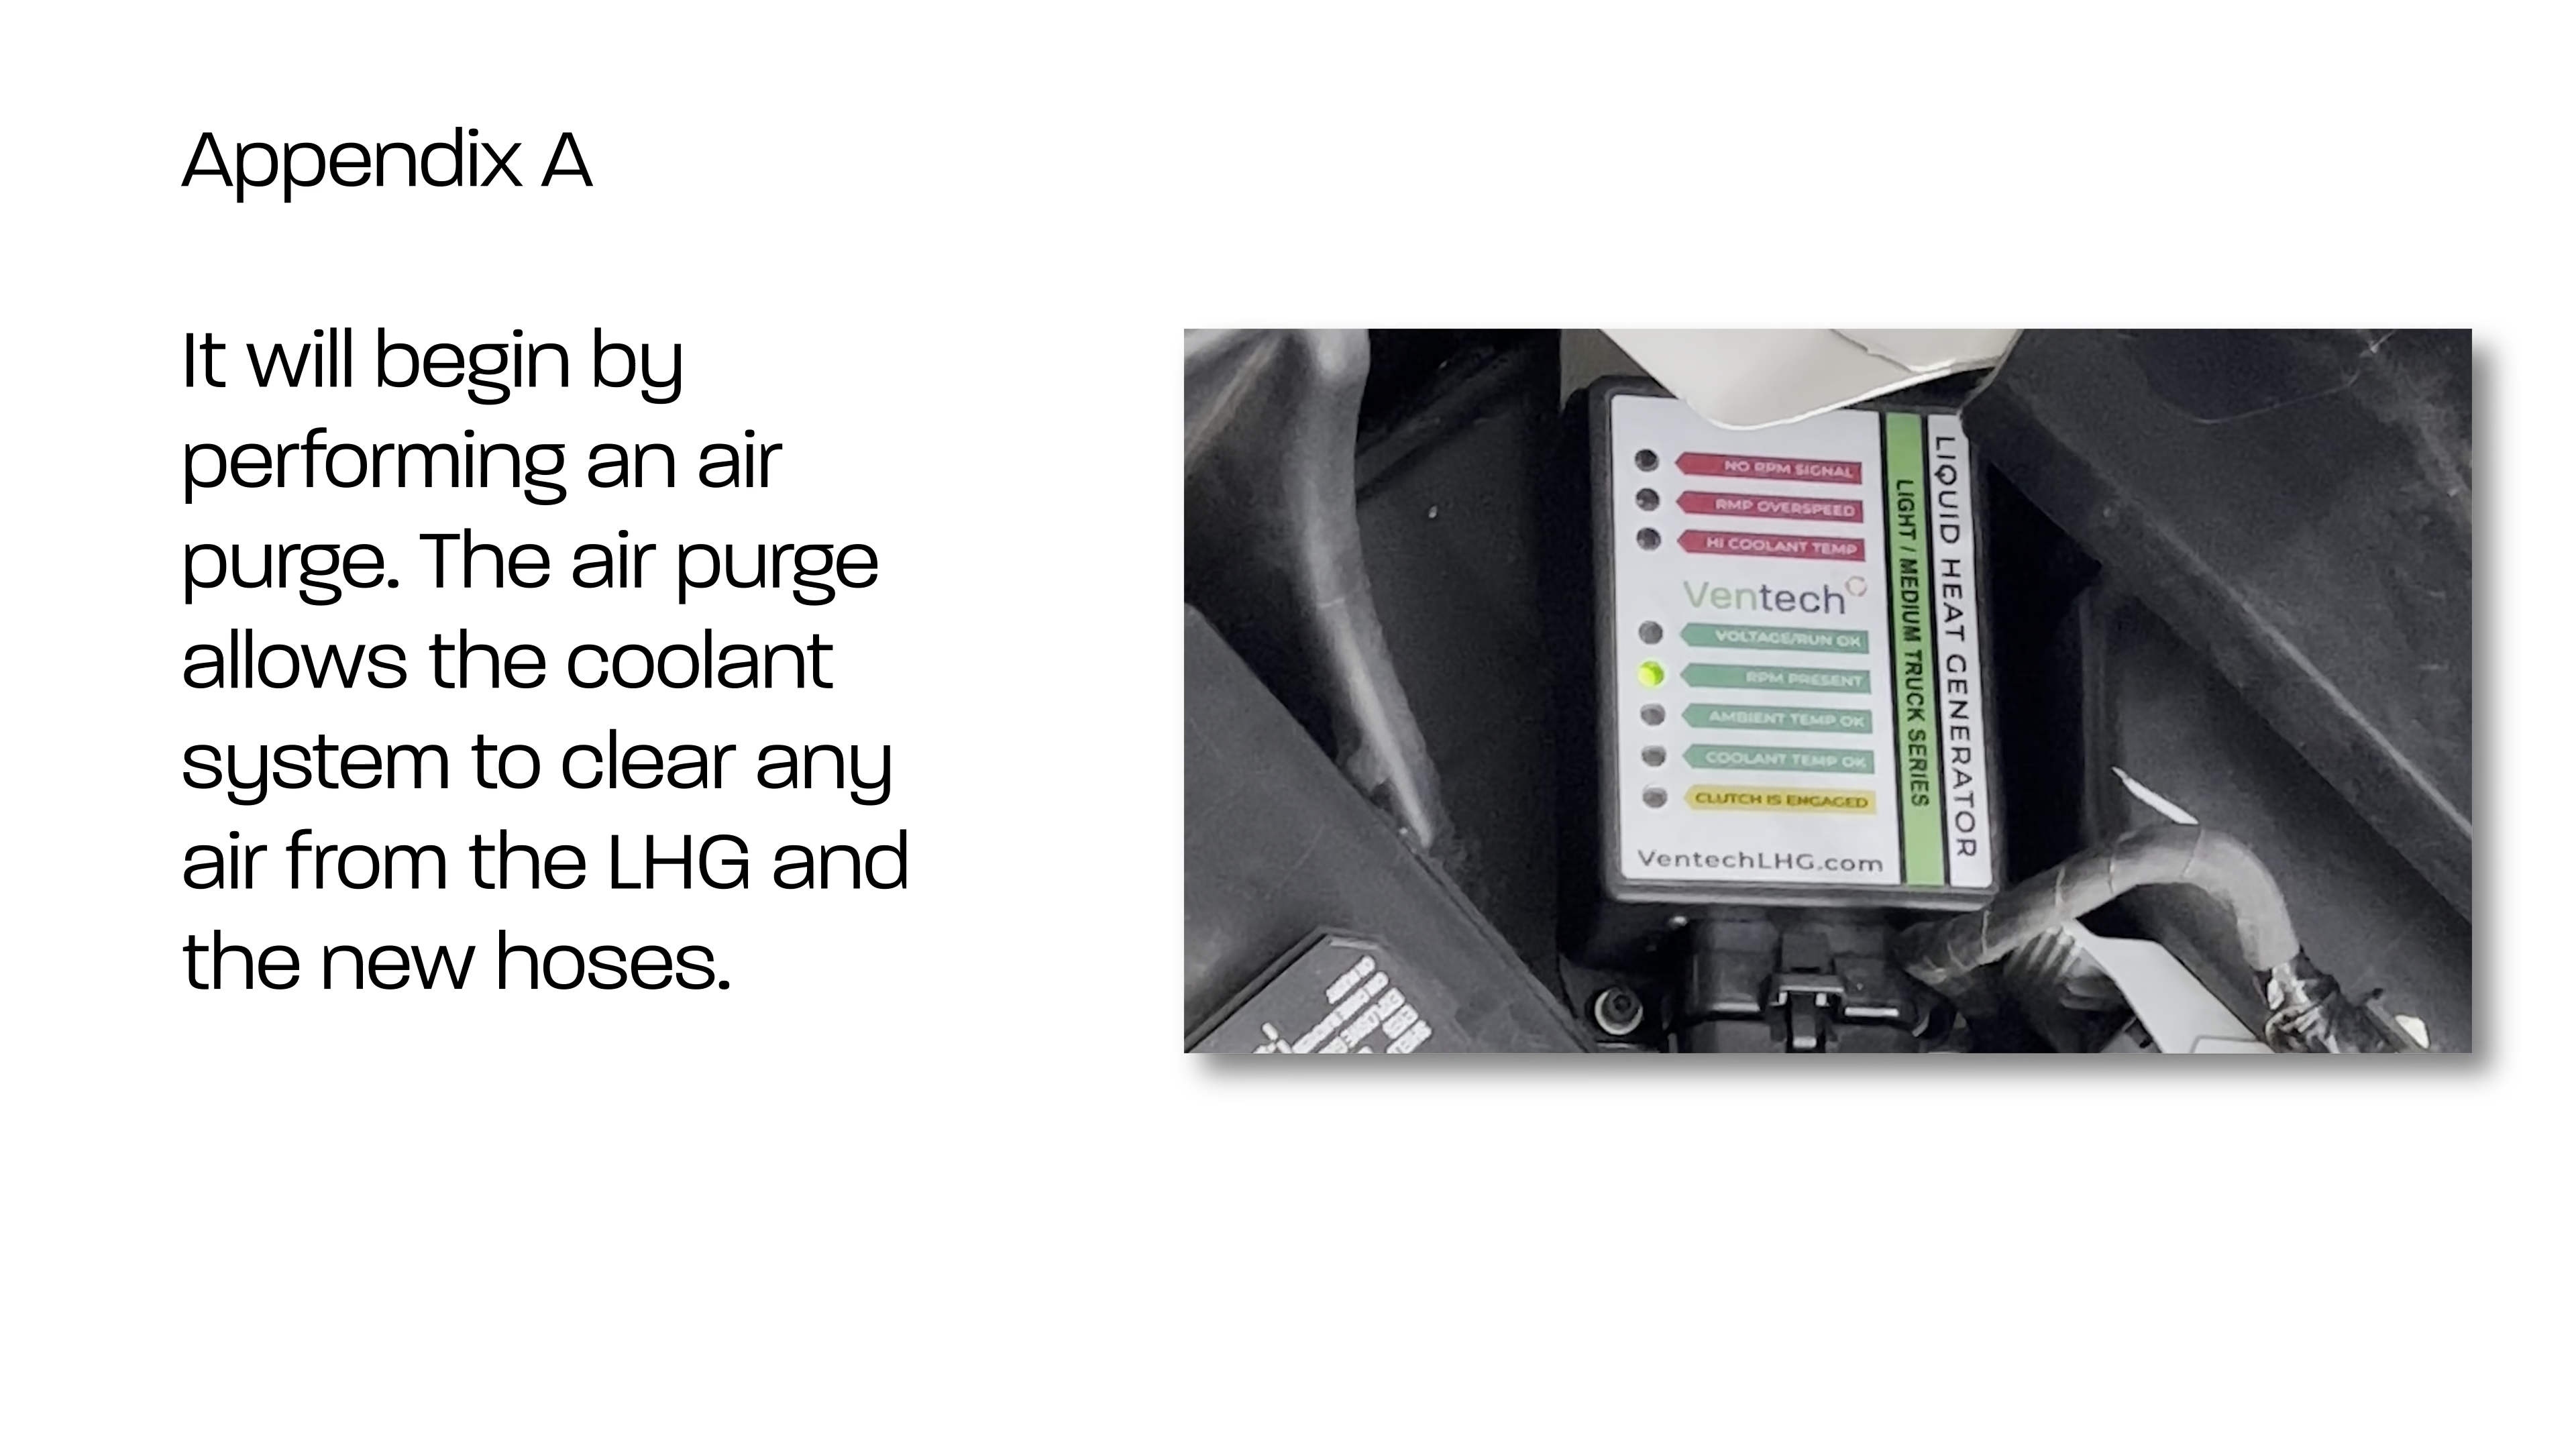 Appendix A
It will begin by
performing an air
purge. The air purge
allows the coolant
system to clear any
air from the LHG and
the new hoses.
NO RPM SIGNAL
RMP OVERSPEED
HI COOLANT TEMP
Ventech
VOLTAGE/RUN OK
RPM PRESENT
AMBIENT TEMP OK
COOLANT TEMP OK
CLUTCH IS ENGAGED
VentechLHG.com
LIGHT / MEDIUM TRUCK SERIES
LIQUID HEAT GENERATOR